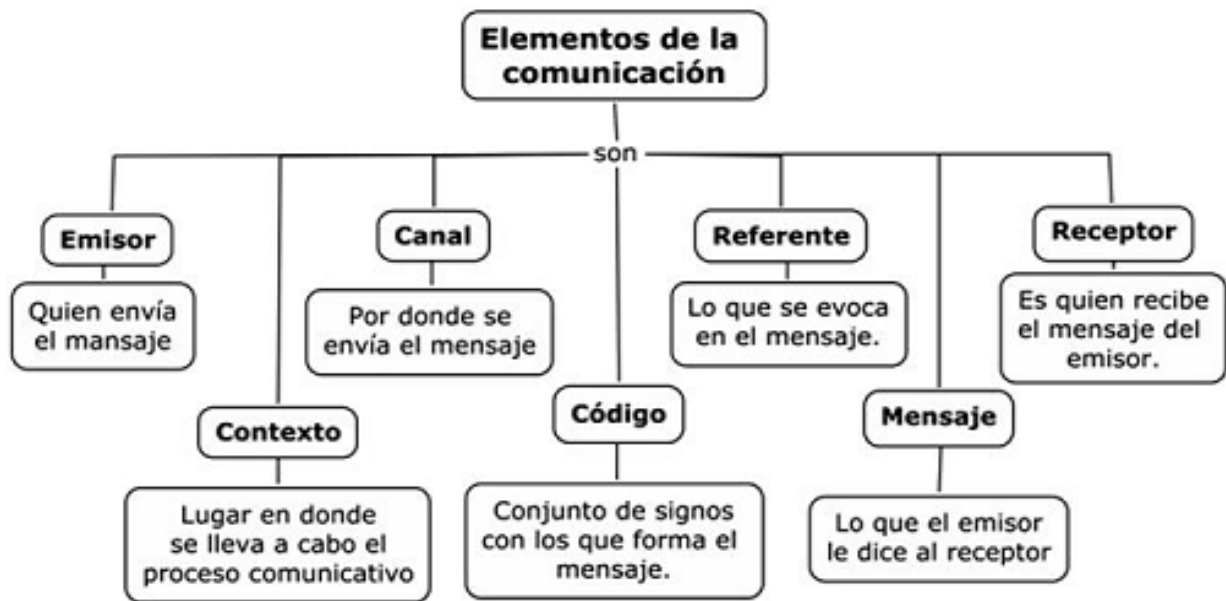 Elementos de la
comunicación
son
Emisor
Quien envía
el mansaje
Contexto
Lugar en donde
se lleva a cabo el
proceso comunicativo
Canal
Por donde se
envía el mensaje
Código
Conjunto de signos
con los que forma el
mensaje.
Referente
Lo que se evoca
en el mensaje.
Mensaje
Lo que el emisor
le dice al receptor
Receptor
Es quien recibe
el mensaje del
emisor.